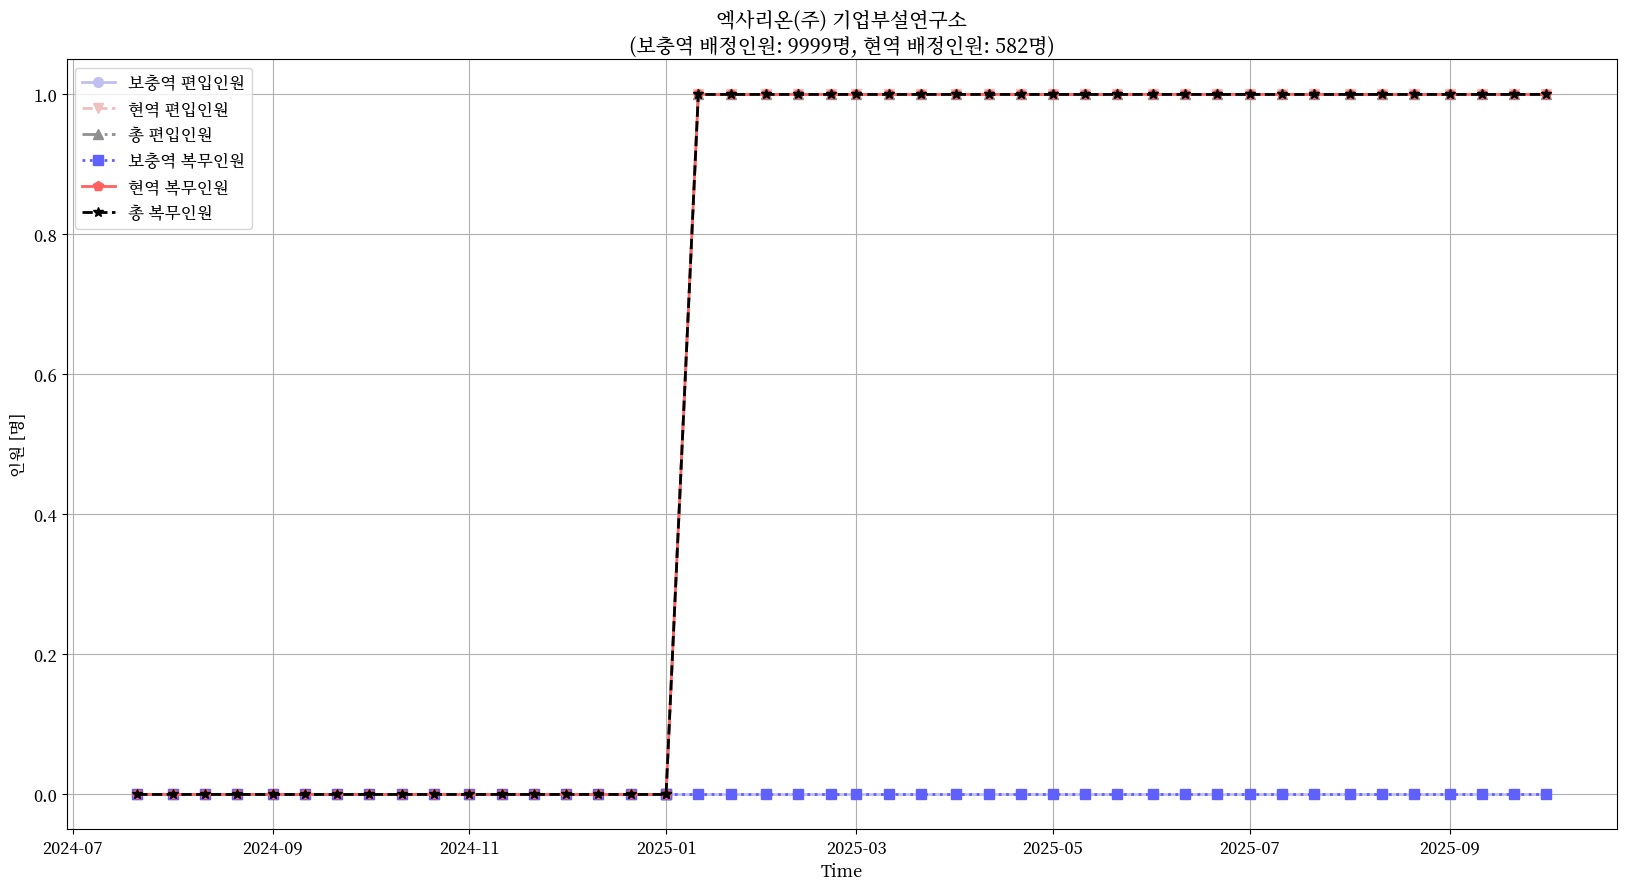 엑사리온(주) 기업부설연구소
(보충역 배정인원: 9999명, 현역 배정인원: 582명)
보충역 편입인원
현역 편입인원
총 편입인원
보충역 복무인원
현역 복무인원
총 복무인원
1.0
0.8
0.6
0.4
0.2
0.0
인원 [명]
2024-07
2024-09
2024-11
2025-01
2025-03
2025-05
2025-07
2025-09
Time